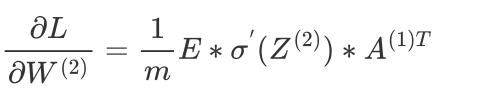 ∂L/∂W⁽²⁾ = 1/m E * σ′(Z⁽²⁾) * A⁽¹⁾ᵀ